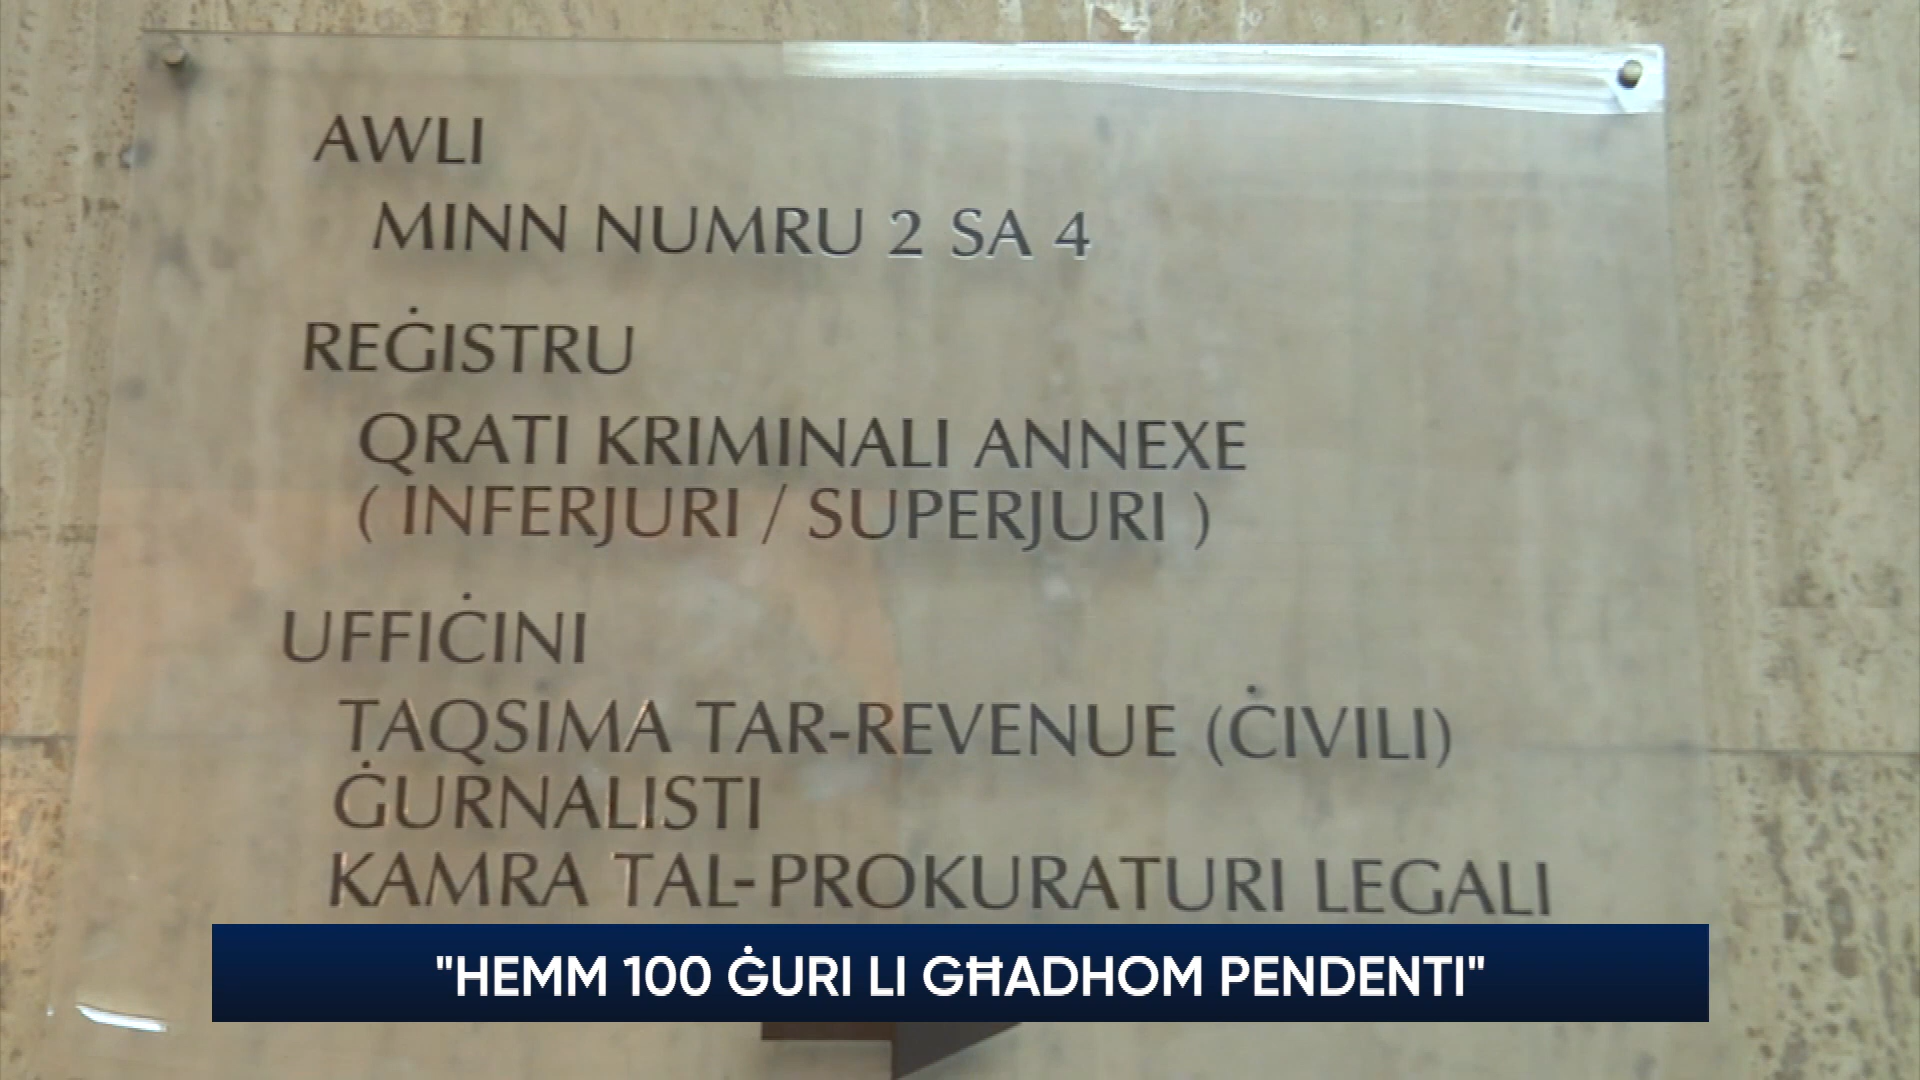 AWLI
MINN NUMRU 2 SA 4
REĠISTRU
QRATI KRIMINALI ANNEXE
( INFERJURI / SUPERJURI )
UFFIĊINI
TAQSIMA TAR-REVENUE (ĊIVILI)
ĠURNALISTI
KAMRA TAL-PROKURATURI LEGALI
"HEMM 100 ĠURI LI GĦADHOM PENDENTI"